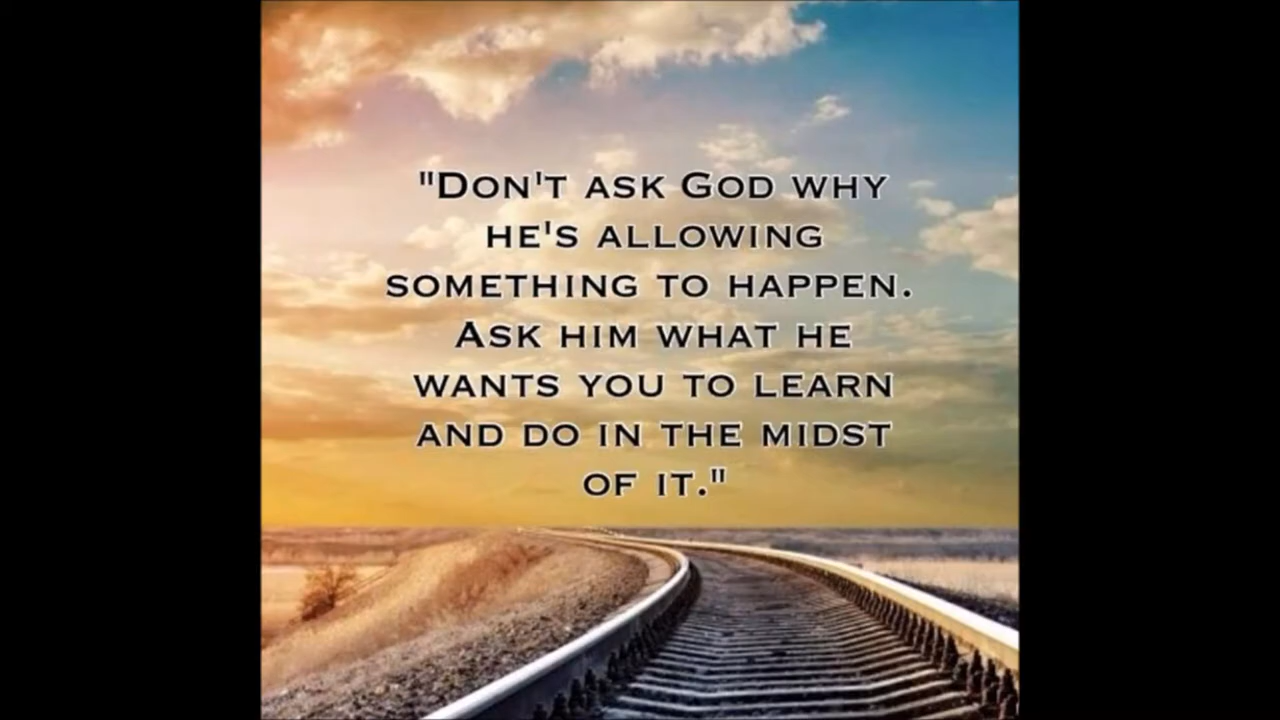 "Don't ask God why
he's allowing
something to happen.
Ask him what he
wants you to learn
and do in the midst
of it."